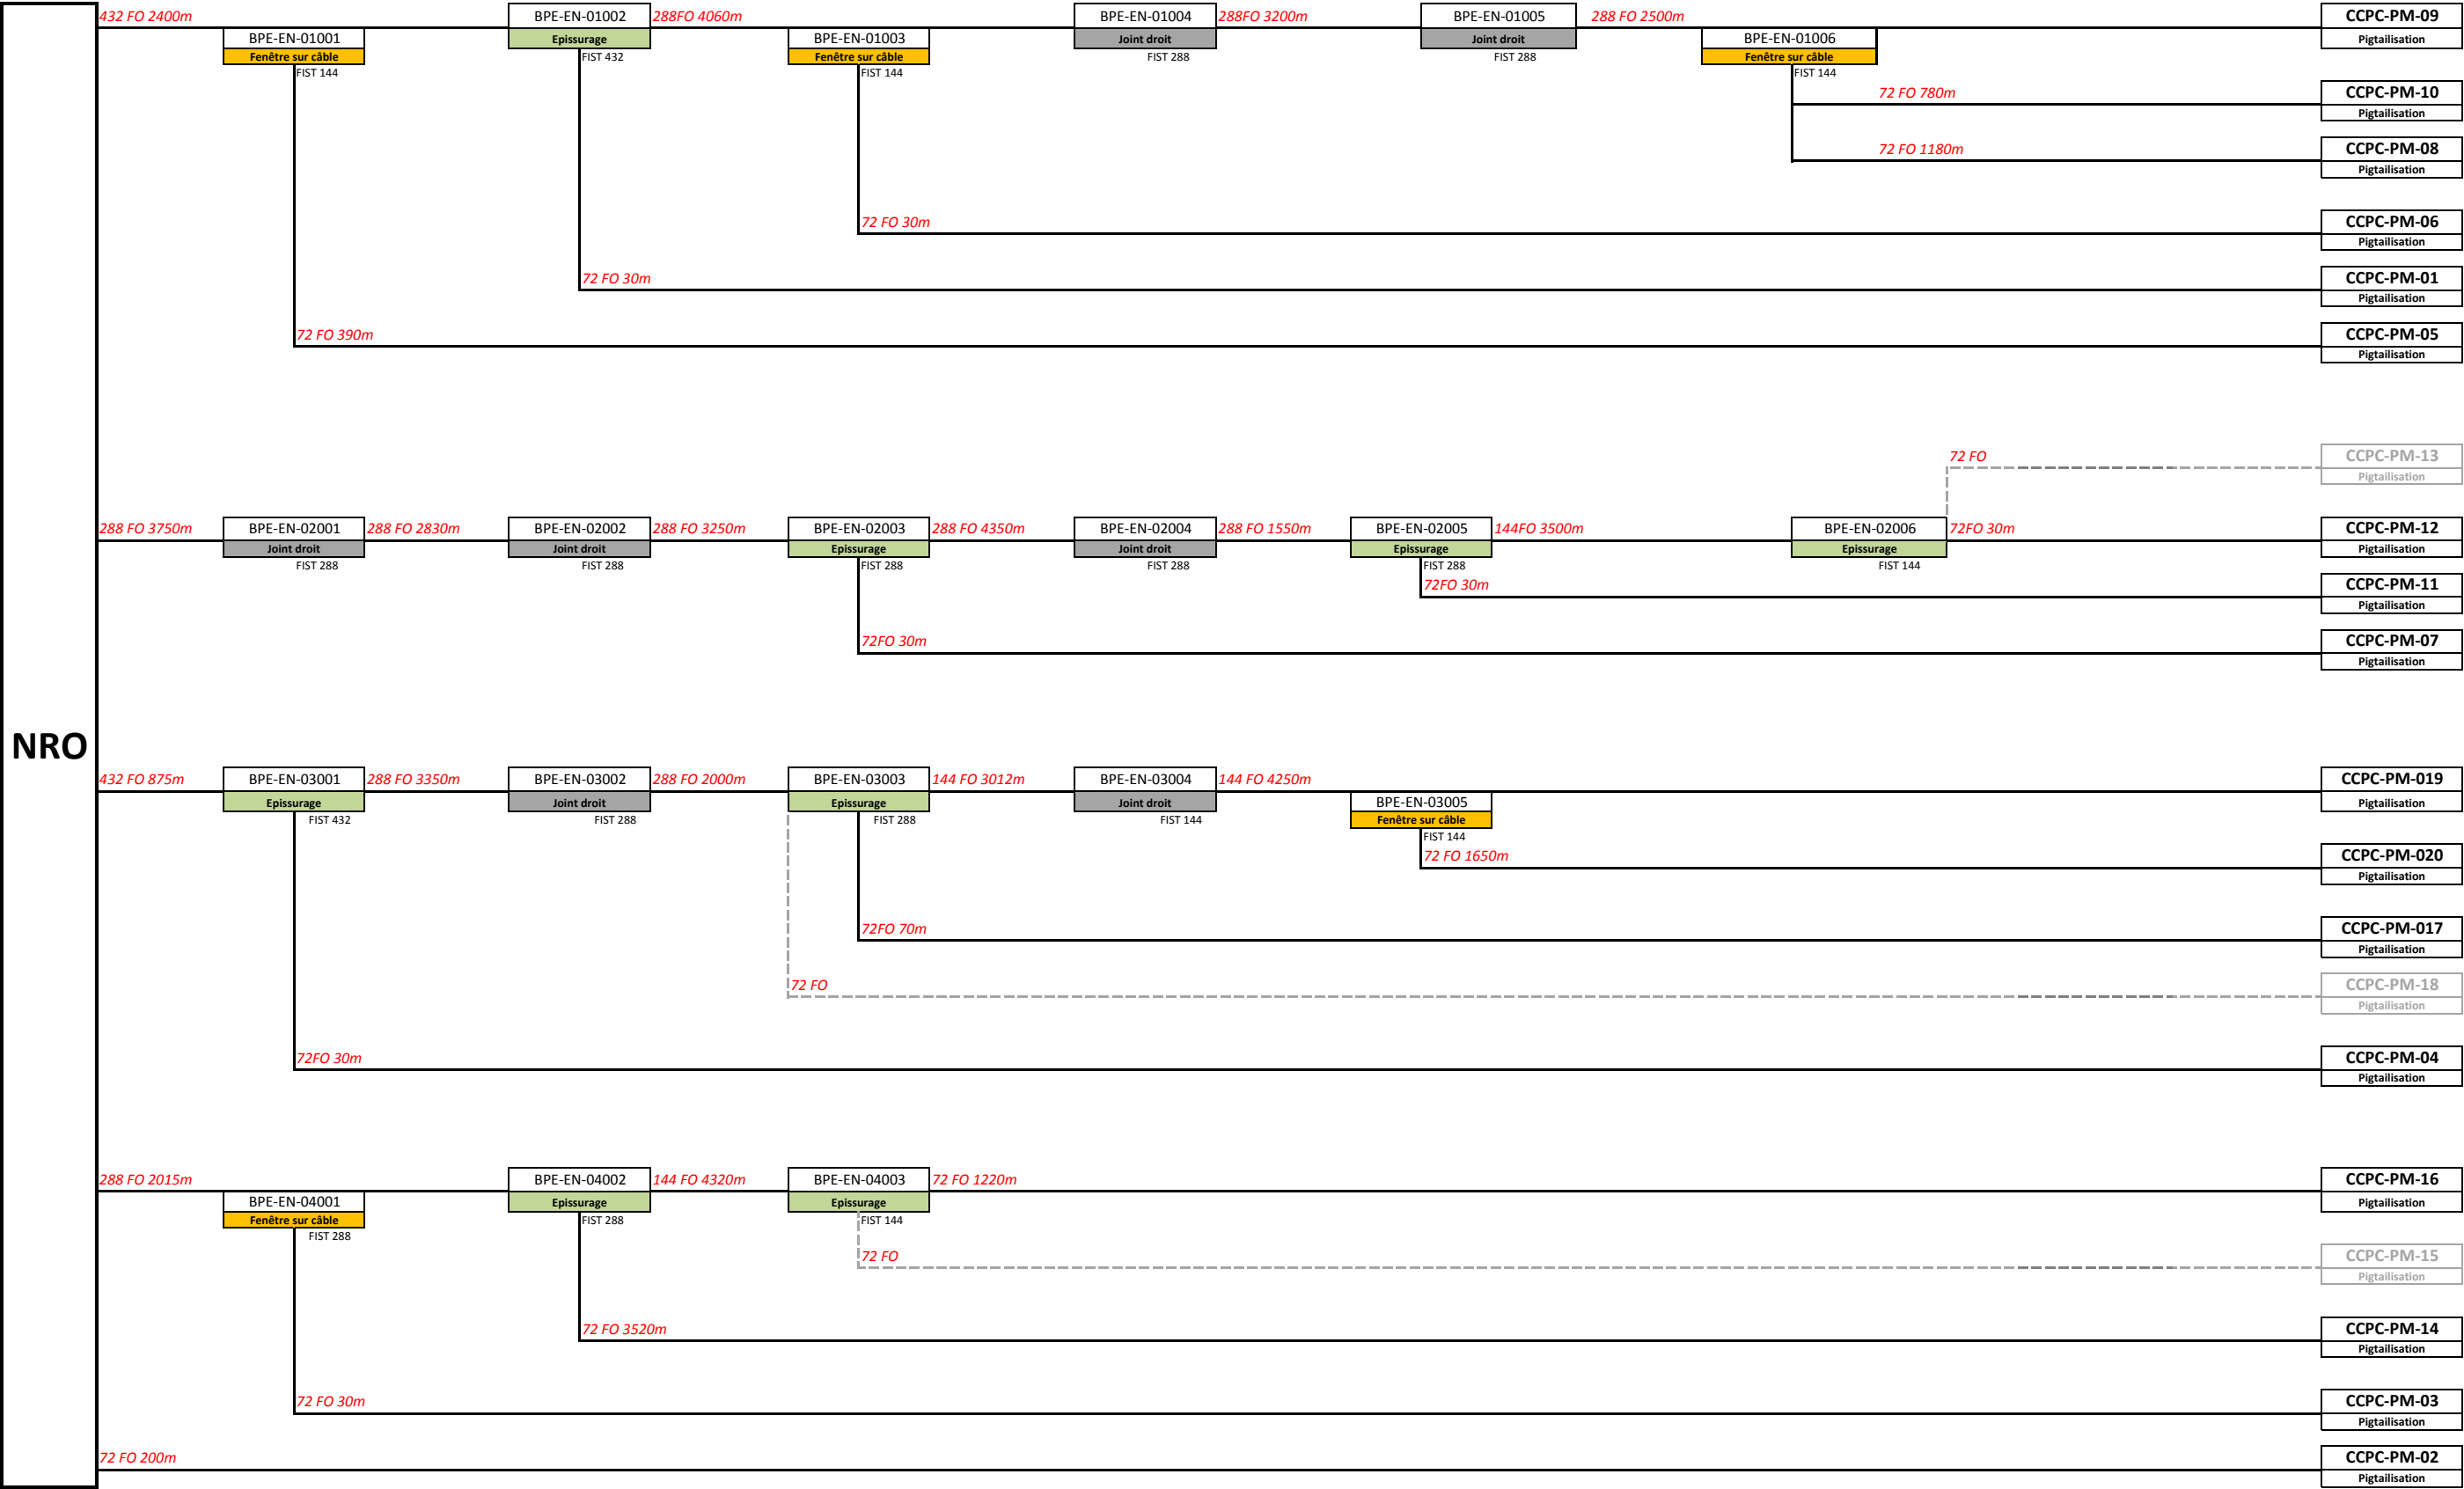 432 FO 2400m
BPE-EN-01002
288FO 4060m
BPE-EN-01004
288FO 3200m
BPE-EN-01005
288 FO 2500m
CCPC-PM-09
BPE-EN-01001
Epissurage
BPE-EN-01003
Joint droit
Joint droit
BPE-EN-01006
Pigtailisation
Fenêtre sur câble
FIST 432
Fenêtre sur câble
FIST 288
FIST 288
Fenêtre sur câble
FIST 144
FIST 144
FIST 144
72 FO 780m
CCPC-PM-10
Pigtailisation
72 FO 1180m
CCPC-PM-08
Pigtailisation
72 FO 30m
CCPC-PM-06
Pigtailisation
72 FO 30m
CCPC-PM-01
Pigtailisation
72 FO 390m
CCPC-PM-05
Pigtailisation
72 FO
CCPC-PM-13
Pigtailisation
288 FO 3750m
BPE-EN-02001
288 FO 2830m
BPE-EN-02002
288 FO 3250m
BPE-EN-02003
288 FO 4350m
BPE-EN-02004
288 FO 1550m
BPE-EN-02005
144FO 3500m
BPE-EN-02006
72FO 30m
CCPC-PM-12
Joint droit
Joint droit
Epissurage
Joint droit
Epissurage
Epissurage
Pigtailisation
FIST 288
FIST 288
FIST 288
FIST 288
FIST 288
FIST 144
72FO 30m
CCPC-PM-11
Pigtailisation
72FO 30m
CCPC-PM-07
Pigtailisation
NRO
432 FO 875m
BPE-EN-03001
288 FO 3350m
BPE-EN-03002
288 FO 2000m
BPE-EN-03003
144 FO 3012m
BPE-EN-03004
144 FO 4250m
CCPC-PM-019
Epissurage
Joint droit
Epissurage
Joint droit
BPE-EN-03005
Pigtailisation
FIST 432
FIST 288
FIST 288
FIST 144
Fenêtre sur câble
FIST 144
72 FO 1650m
CCPC-PM-020
Pigtailisation
72FO 70m
CCPC-PM-017
Pigtailisation
72 FO
CCPC-PM-18
Pigtailisation
72FO 30m
CCPC-PM-04
Pigtailisation
288 FO 2015m
BPE-EN-04002
144 FO 4320m
BPE-EN-04003
72 FO 1220m
CCPC-PM-16
BPE-EN-04001
Epissurage
Epissurage
Pigtailisation
Fenêtre sur câble
FIST 288
FIST 144
FIST 288
72 FO
CCPC-PM-15
Pigtailisation
72 FO 3520m
CCPC-PM-14
Pigtailisation
72 FO 30m
CCPC-PM-03
Pigtailisation
72 FO 200m
CCPC-PM-02
Pigtailisation